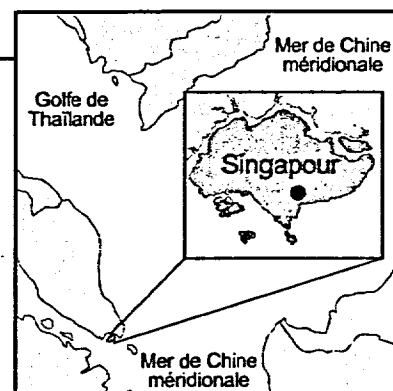 Mer de Chine
méridionale
Golfe de
Thaïlande
Singapour
Mer de Chine
méridionale